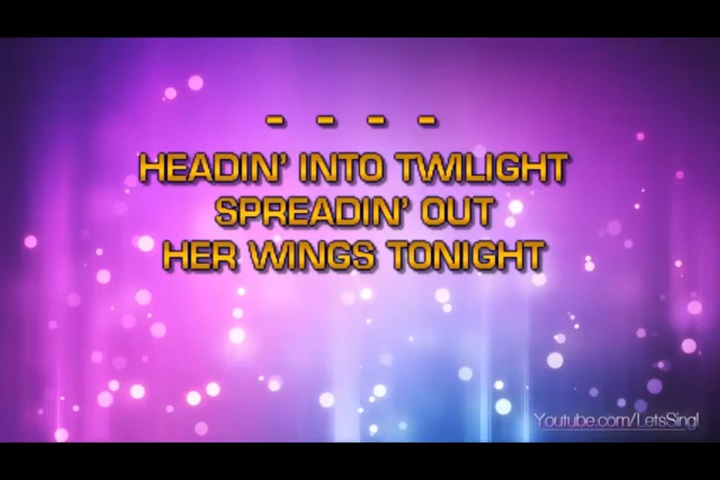 - - - -
HEADIN' INTO TWILIGHT
SPREADIN' OUT
HER WINGS TONIGHT
Youtube.com/LetsSing!